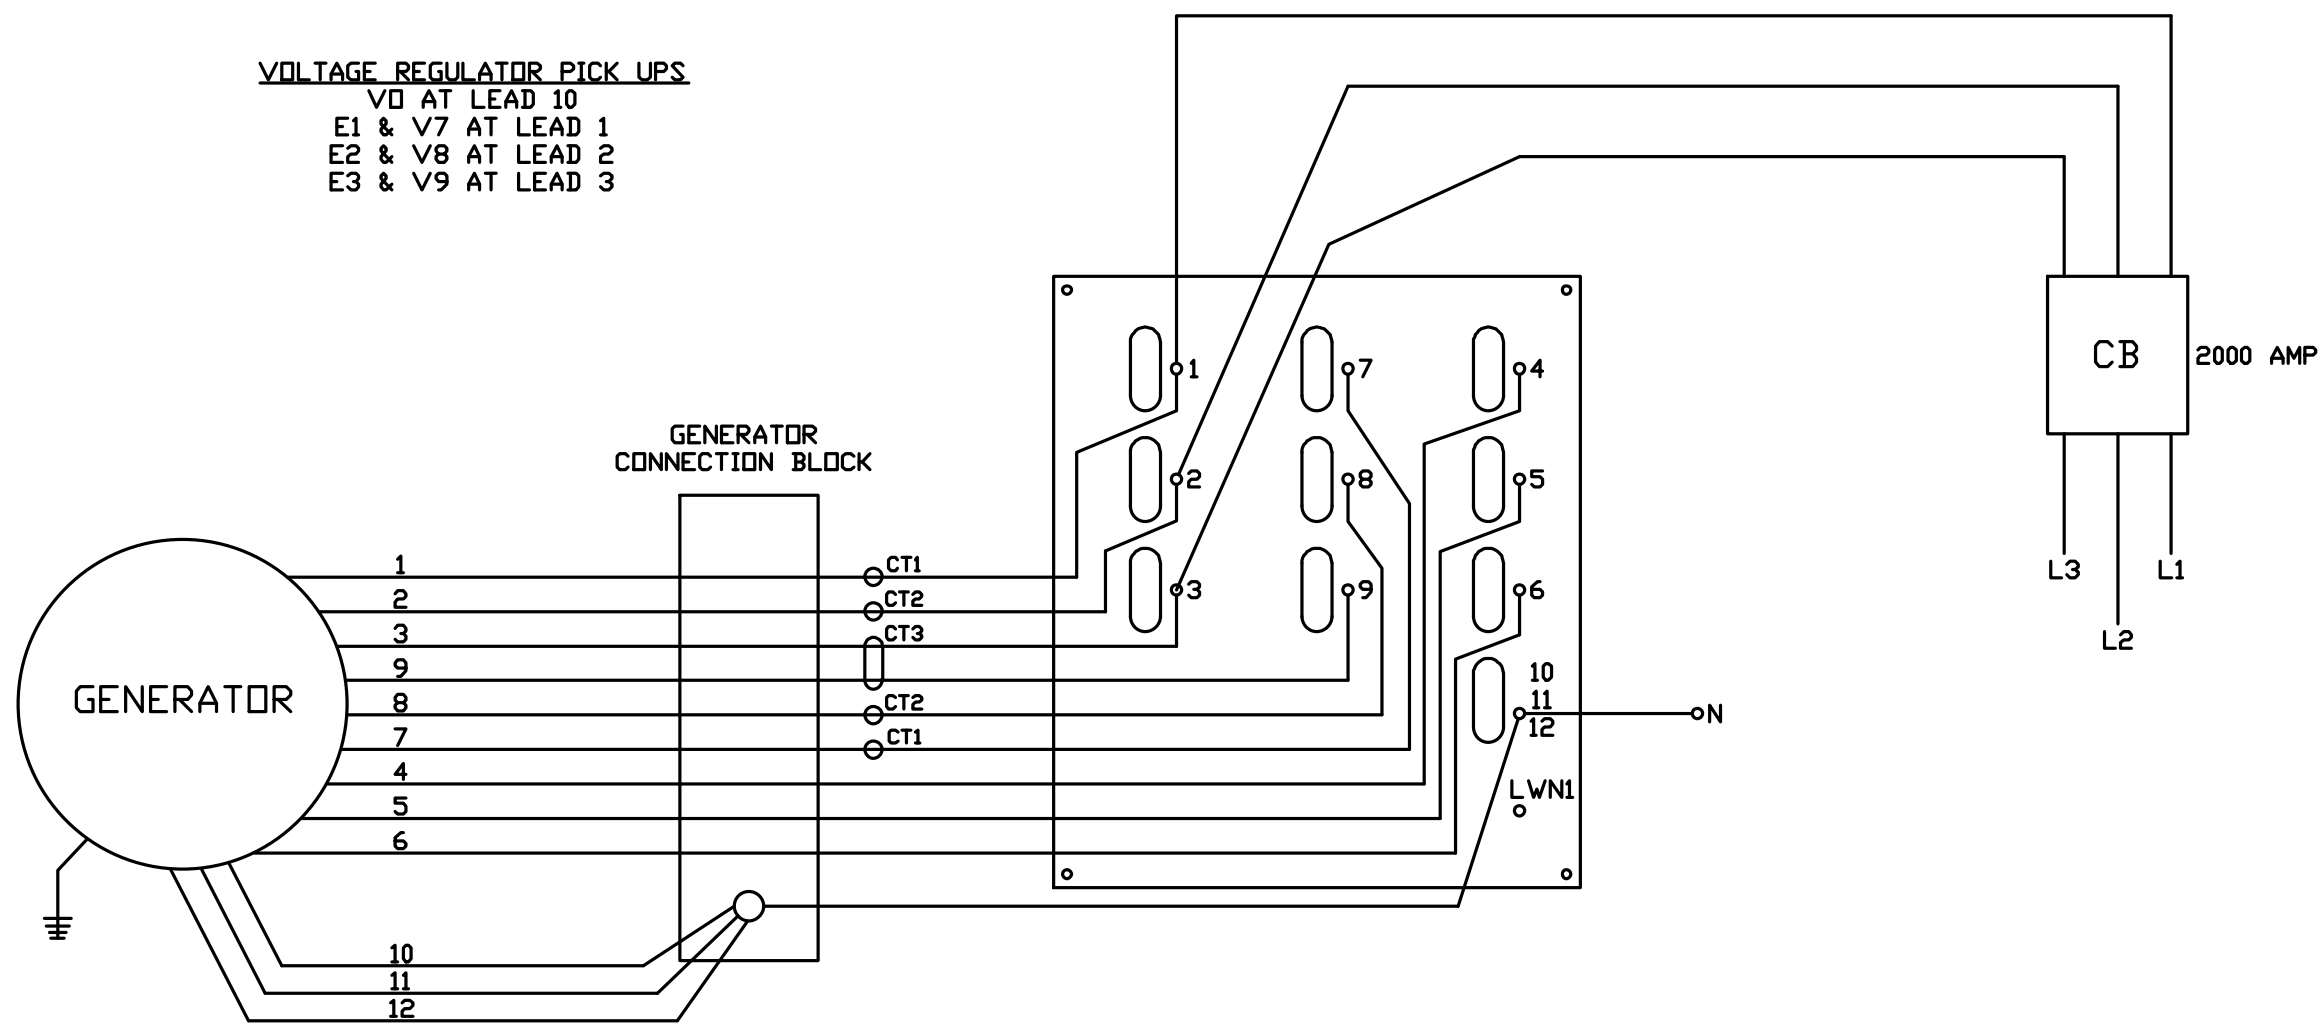 VOLTAGE REGULATOR PICK UPS
VO AT LEAD 10
E1 & V7 AT LEAD 1
E2 & V8 AT LEAD 2
E3 & V9 AT LEAD 3
CB
2000 AMP
L3
L1
L2
1
7
4
2
8
5
3
9
6
10
11
12
N
LWN1
GENERATOR
CONNECTION BLOCK
1
CT1
2
CT2
3
CT3
9
8
CT2
7
CT1
4
5
6
GENERATOR
10
11
12